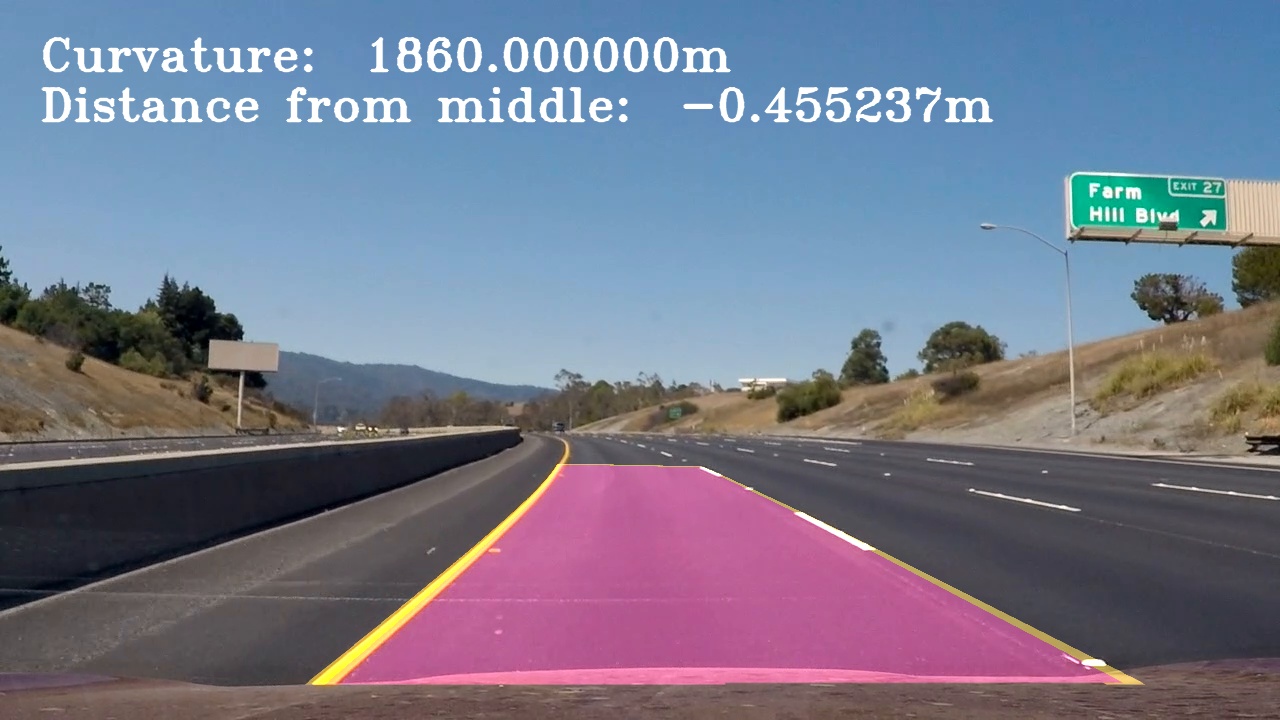 Curvature: 1860.000000m
Distance from middle: -0.455237m
EXIT 27
Farm
Hill Blvd